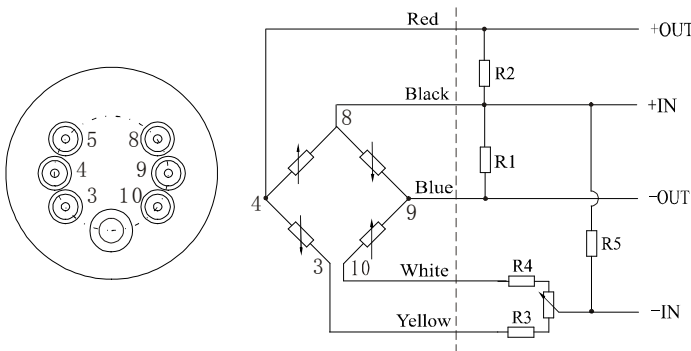 Red
+OUT
R2
Black
+IN
8
5
8
4
9
R1
3
10
Blue
-OUT
4
9
R5
3
10
White
R4
-IN
Yellow
R3